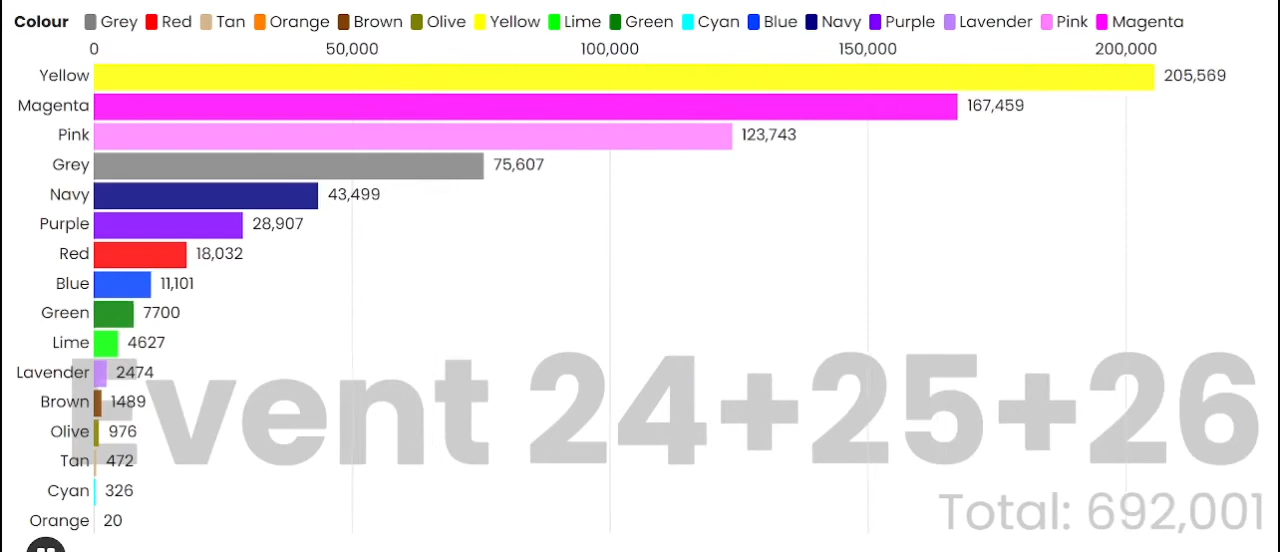 Colour Grey Red Tan Orange Brown Olive Yellow Lime Green Cyan Blue Navy Purple Lavender Pink Magenta
0 50,000 100,000 150,000 200,000
Yellow 205,569
Magenta 167,459
Pink 123,743
Grey 75,607
Navy 43,499
Purple 28,907
Red 18,032
Blue 11,101
Green 7700
Lime 4627
Lavender 2474
Brown 1489
Olive 976
Tan 472
Cyan 326
Orange 20
Event 24+25+26
Total: 692,001